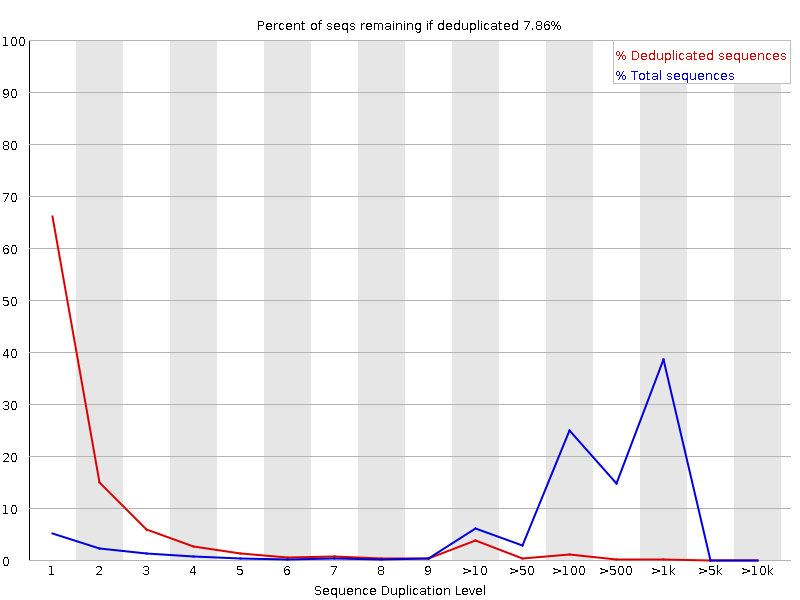 Percent of seqs remaining if deduplicated 7.86%
% Deduplicated sequences
% Total sequences
100
90
80
70
60
50
40
30
20
10
0
1 2 3 4 5 6 7 8 9 >10 >50 >100 >500 >1k >5k >10k
Sequence Duplication Level